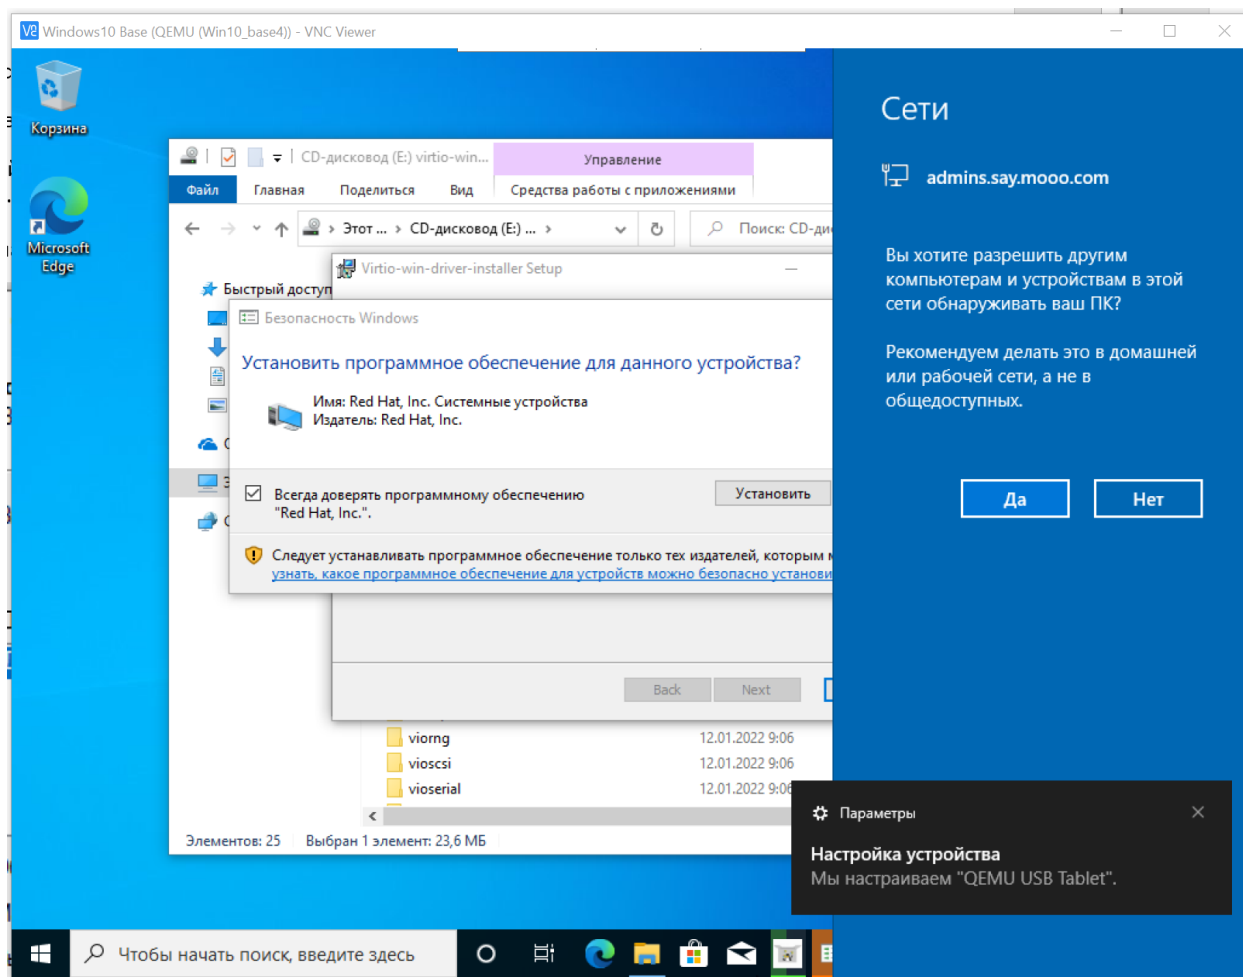 Windows10 Base (QEMU (Win10_base4)) - VNC Viewer
Корзина
Microsoft
Edge
CD-дисковод (E:) virtio-win...
Управление
Файл
Главная
Поделиться
Вид
Средства работы с приложениями
Этот ... › CD-дисковод (E:) ... ›
Поиск: CD-ди
Virtio-win-driver-installer Setup
Быстрый доступ
Безопасность Windows
Установить программное обеспечение для данного устройства?
Имя: Red Hat, Inc. Системные устройства
Издатель: Red Hat, Inc.
Всегда доверять программному обеспечению
"Red Hat, Inc.".
Установить
Следует устанавливать программное обеспечение только тех издателей, которым
узнать, какое программное обеспечение для устройств можно безопасно установи
Back
Next
viorng 12.01.2022 9:06
vioscsi 12.01.2022 9:06
vioserial 12.01.2022 9:06
Элементов: 25 Выбран 1 элемент: 23,6 МБ
Сети
admins.say.mooo.com
Вы хотите разрешить другим
компьютерам и устройствам в этой
сети обнаруживать ваш ПК?
Рекомендуем делать это в домашней
или рабочей сети, а не в
общедоступных.
Да
Нет
Параметры
Настройка устройства
Мы настраиваем "QEMU USB Tablet".
Чтобы начать поиск, введите здесь